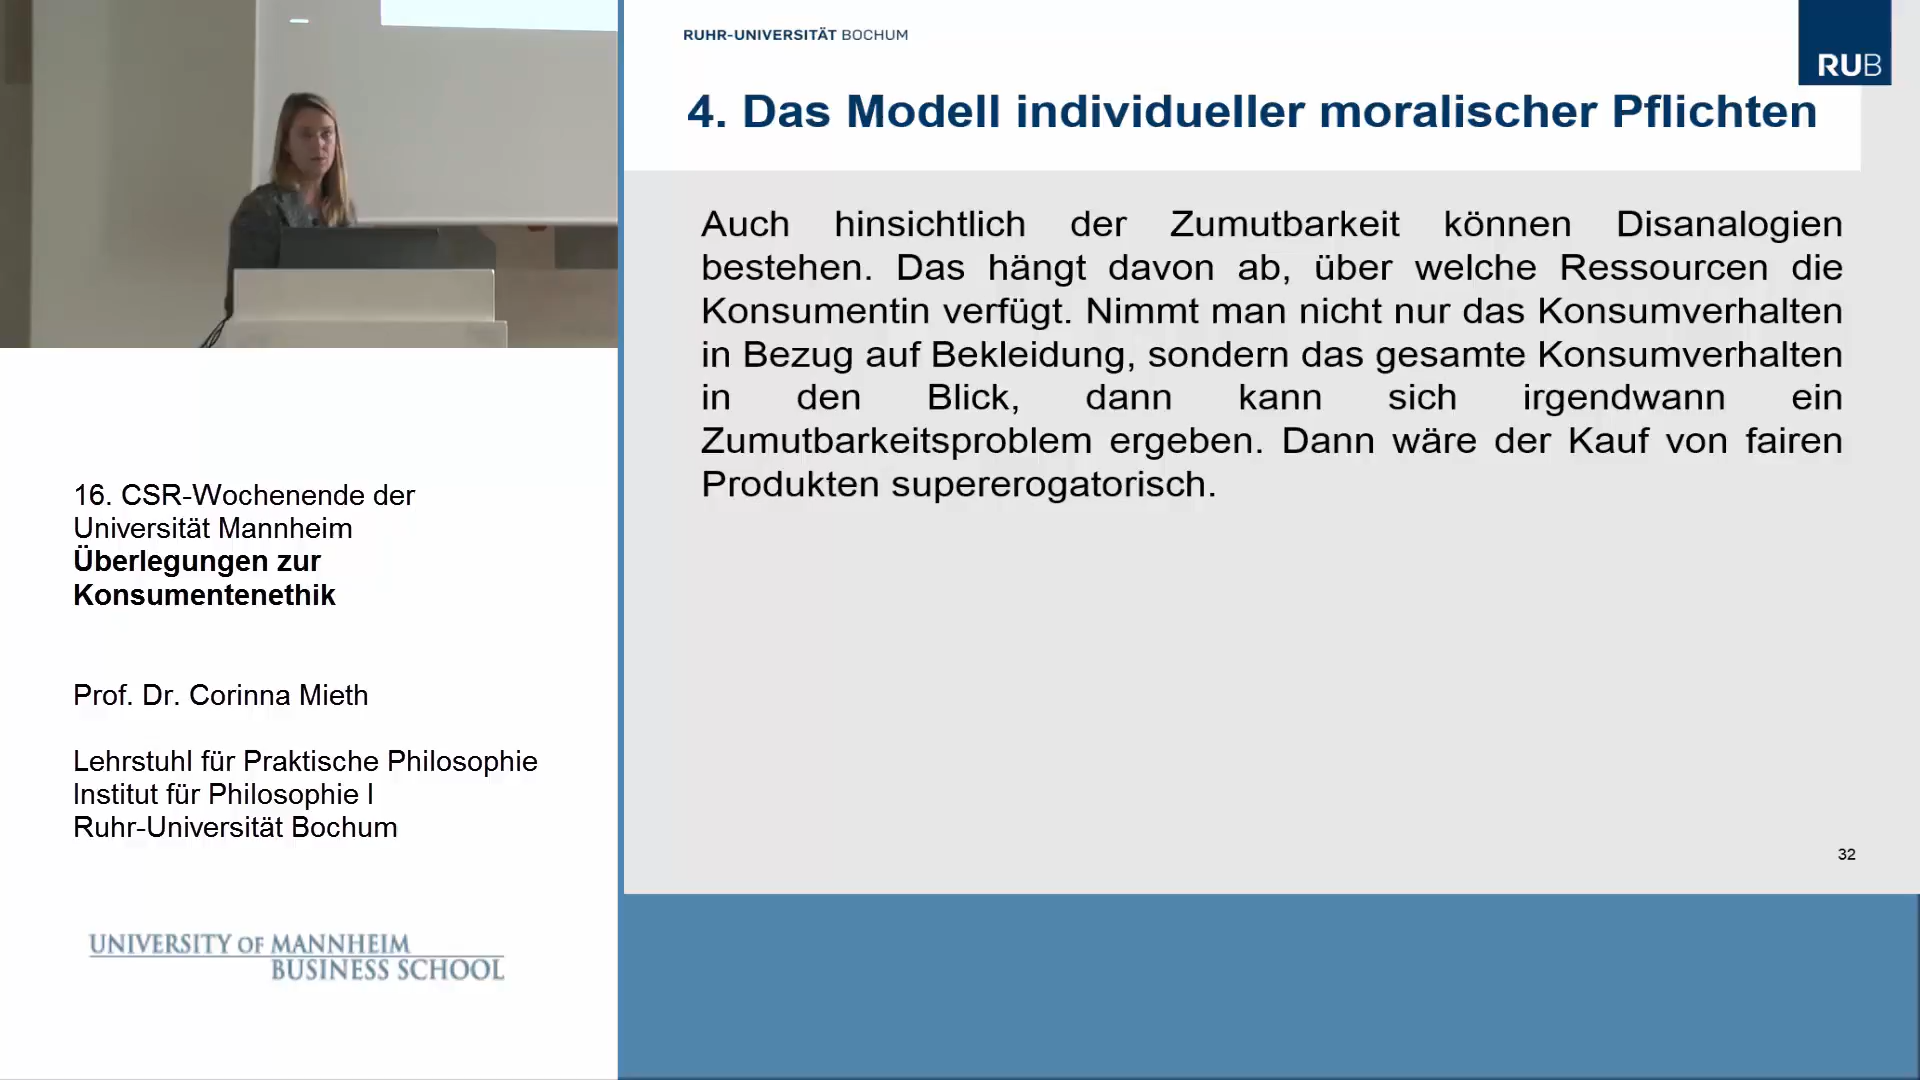 RUHR-UNIVERSITÄT BOCHUM
RUB
4. Das Modell individueller moralischer Pflichten
Auch hinsichtlich der Zumutbarkeit können Disanalogien
bestehen. Das hängt davon ab, über welche Ressourcen die
Konsumentin verfügt. Nimmt man nicht nur das Konsumverhalten
in Bezug auf Bekleidung, sondern das gesamte Konsumverhalten
in den Blick, dann kann sich irgendwann ein
Zumutbarkeitsproblem ergeben. Dann wäre der Kauf von fairen
Produkten supererogatorisch.
32
16. CSR-Wochenende der
Universität Mannheim
Überlegungen zur
Konsumentenethik
Prof. Dr. Corinna Mieth
Lehrstuhl für Praktische Philosophie
Institut für Philosophie I
Ruhr-Universität Bochum
UNIVERSITY OF MANNHEIM
BUSINESS SCHOOL